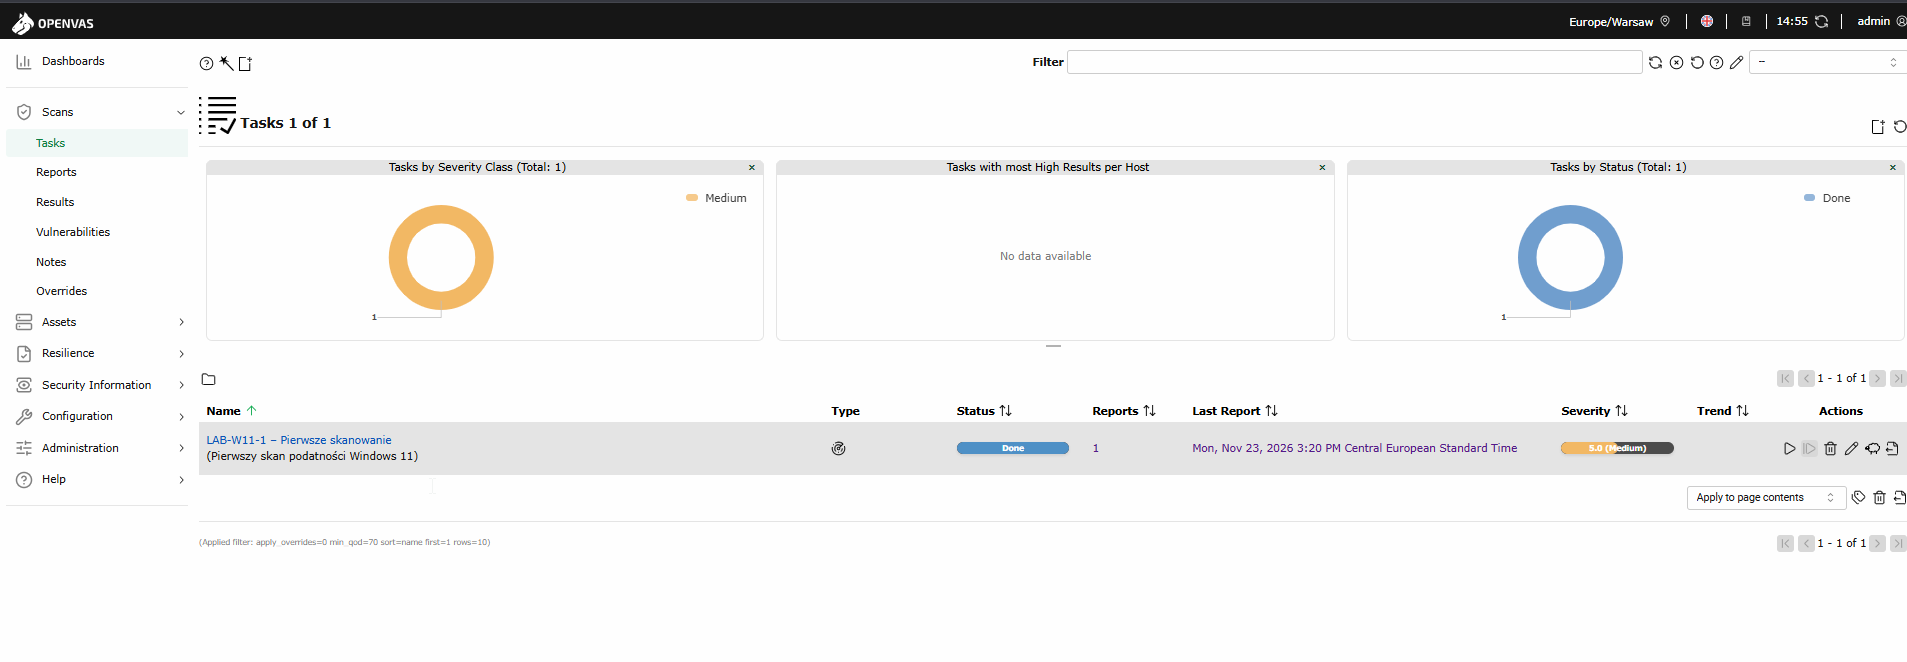 OPENVAS
Europe/Warsaw
14:55
admin
Dashboards
Scans
Tasks
Reports
Results
Vulnerabilities
Notes
Overrides
Assets
Resilience
Security Information
Configuration
Administration
Help
Filter
--
Tasks 1 of 1
Tasks by Severity Class (Total: 1)
×
Medium
1
Tasks with most High Results per Host
×
No data available
Tasks by Status (Total: 1)
×
Done
1
1 - 1 of 1
Name Type Status Reports Last Report Severity Trend Actions
LAB-W11-1 – Pierwsze skanowanie
(Pierwszy skan podatności Windows 11)
Done
1
Mon, Nov 23, 2026 3:20 PM Central European Standard Time
5.0 (Medium)
Apply to page contents
(Applied filter: apply_overrides=0 min_qod=70 sort=name first=1 rows=10)
1 - 1 of 1